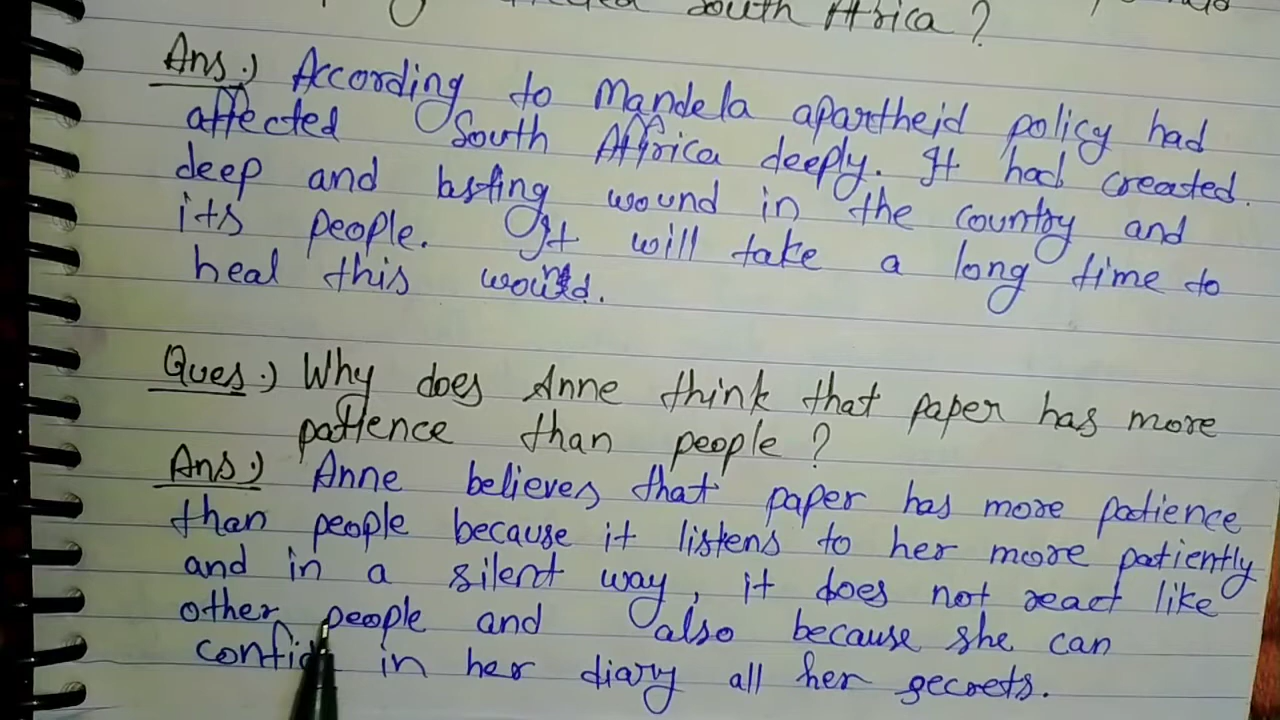 South Africa?
Ans.) According to Mandela apartheid policy had
affected South Africa deeply. It had created
deep and lasting wound in the country and
its people. It will take a long time to
heal this wound.
Ques.) Why does Anne think that paper has more
patience than people?
Ans.) Anne believes that paper has more patience
than people because it listens to her more patiently
and in a silent way, it does not react like
other people and also because she can
in her diary all her secrets.